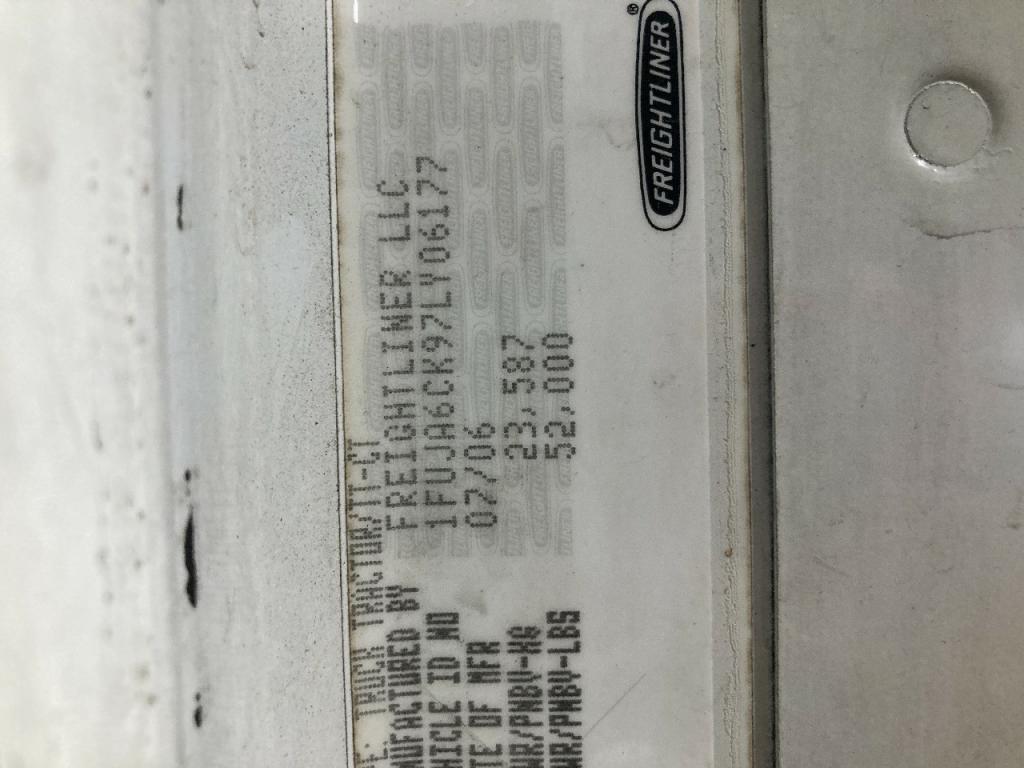 E: TRUCK TRACTOR/TT-CT
UFACTURED BY FREIGHTLINER LLC
HICLE ID NO 1FUJA6CK97LY06177
TE OF MFR 07/06
WR/PNBV-KG 23,587
WR/PNBV-LBS 52,000
FREIGHTLINER®